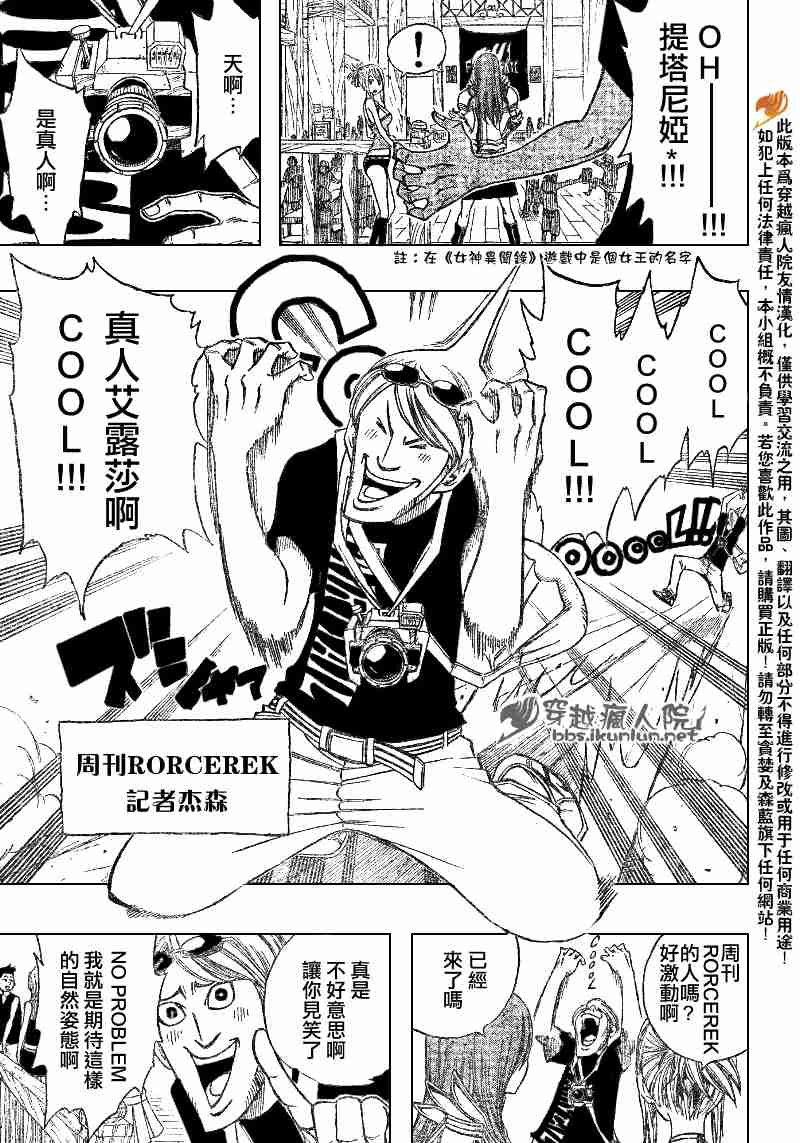 OH——!!!
提塔尼婭*!!!
！
天啊…
是真人啊…
註：在《女神異聞錄》遊戲中是個女王的名字
COOL
COOL
COOL!!!
真人艾露莎啊
COOL!!!
COOOCOOL!!
ズギャーン
周刊RORCEREK
記者杰森
穿越瘋人院
bbs.ikunlun.net
周刊
RORCEREK
的人嗎？
好激動啊
COOL
已經
來了嗎
真是
不好意思啊
讓你見笑了
NO PROBLEM
我就是期待這樣
的自然姿態啊
此版本爲穿越瘋人院友情漢化，僅供學習交流之用，其圖、翻譯以及任何部分不得進行修改或用于任何商業用途！
如犯上任何法律責任，本小組概不負責。若您喜歡此作品，請購買正版！請勿轉至貪婪及森藍旗下任何網站！